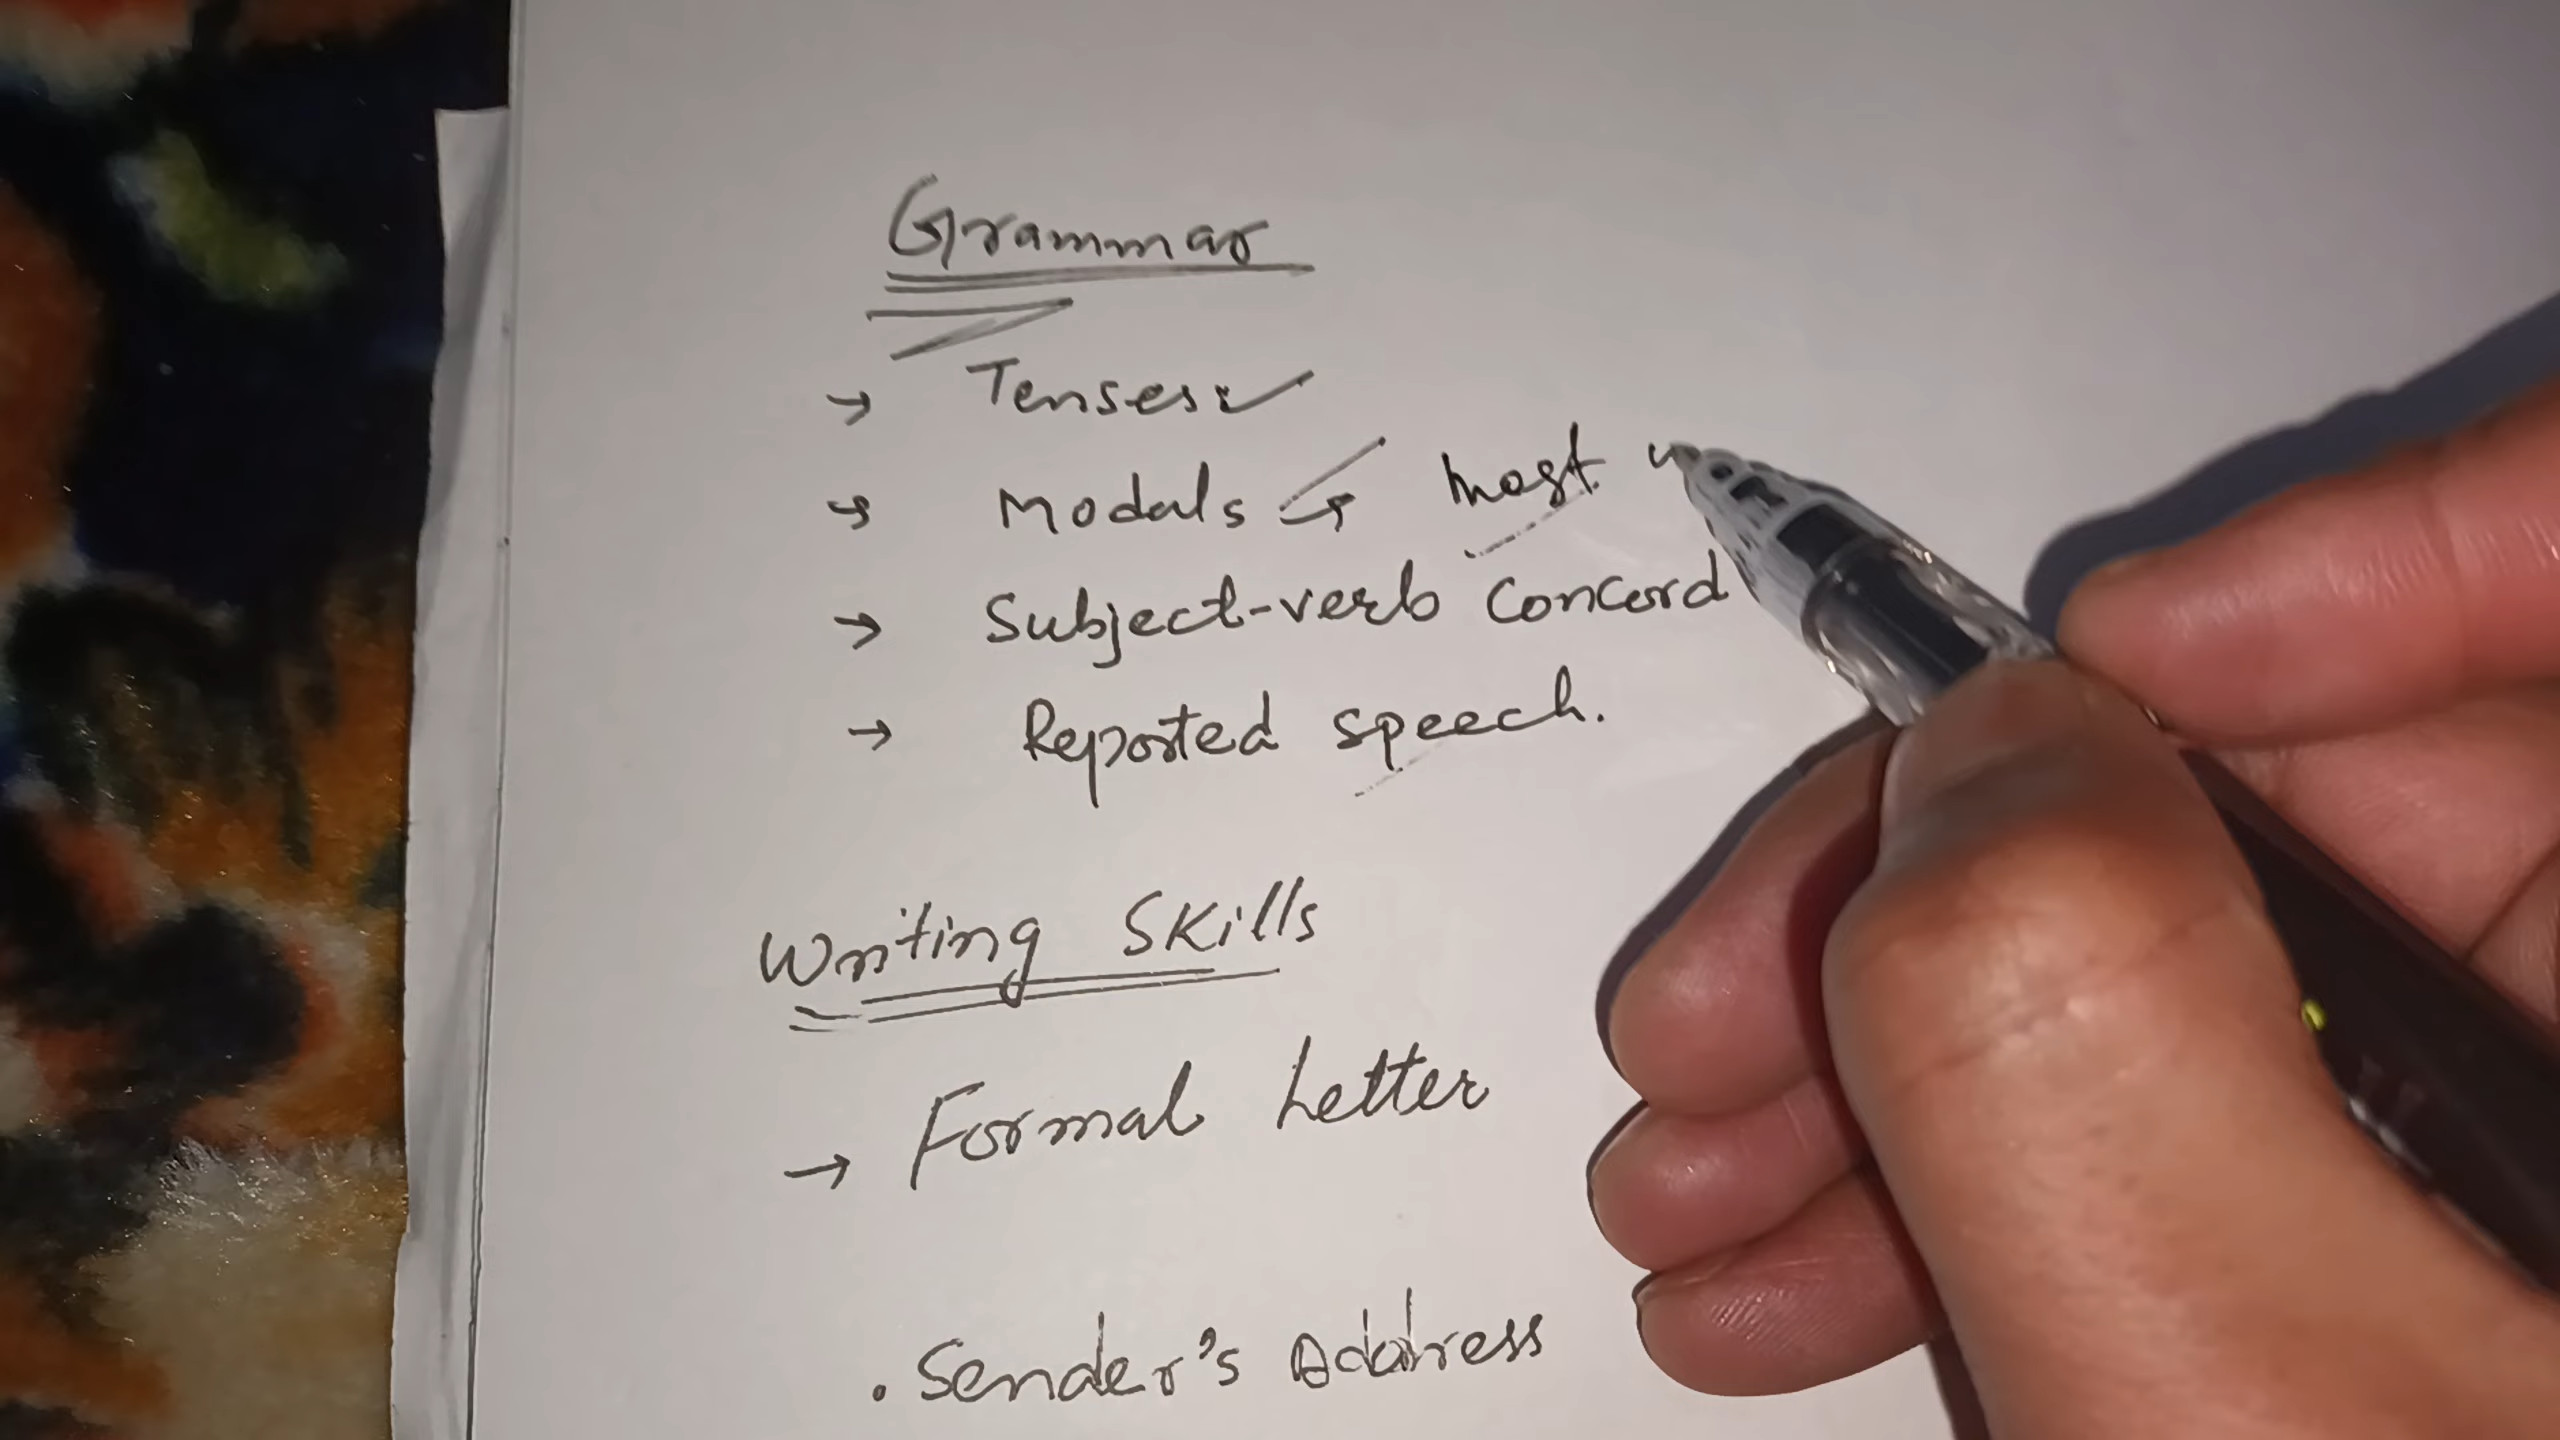 Grammar
→ Tenses
→ Modals → Most
→ Subject-verb Concord
→ Reported speech.
Writing Skills
→ Formal Letter
. Sender's Address